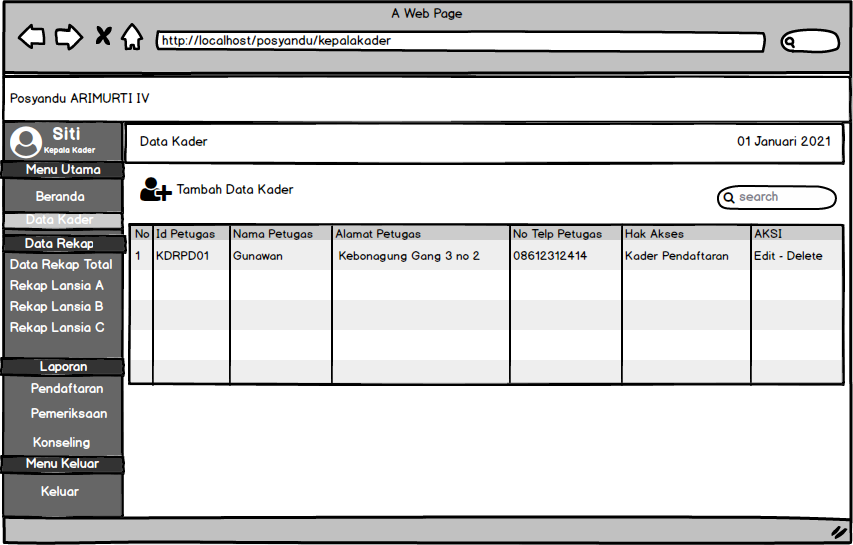 A Web Page
http://localhost/posyandu/kepalakader
Posyandu ARIMURTI IV
Siti
Kepala Kader
Data Kader
01 Januari 2021
Menu Utama
Beranda
Data Kader
Data Rekap
Data Rekap Total
Rekap Lansia A
Rekap Lansia B
Rekap Lansia C
Laporan
Pendaftaran
Pemeriksaan
Konseling
Menu Keluar
Keluar
Tambah Data Kader
search
No Id Petugas Nama Petugas Alamat Petugas No Telp Petugas Hak Akses AKSI
1 KDRPD01 Gunawan Kebonagung Gang 3 no 2 08612312414 Kader Pendaftaran Edit - Delete